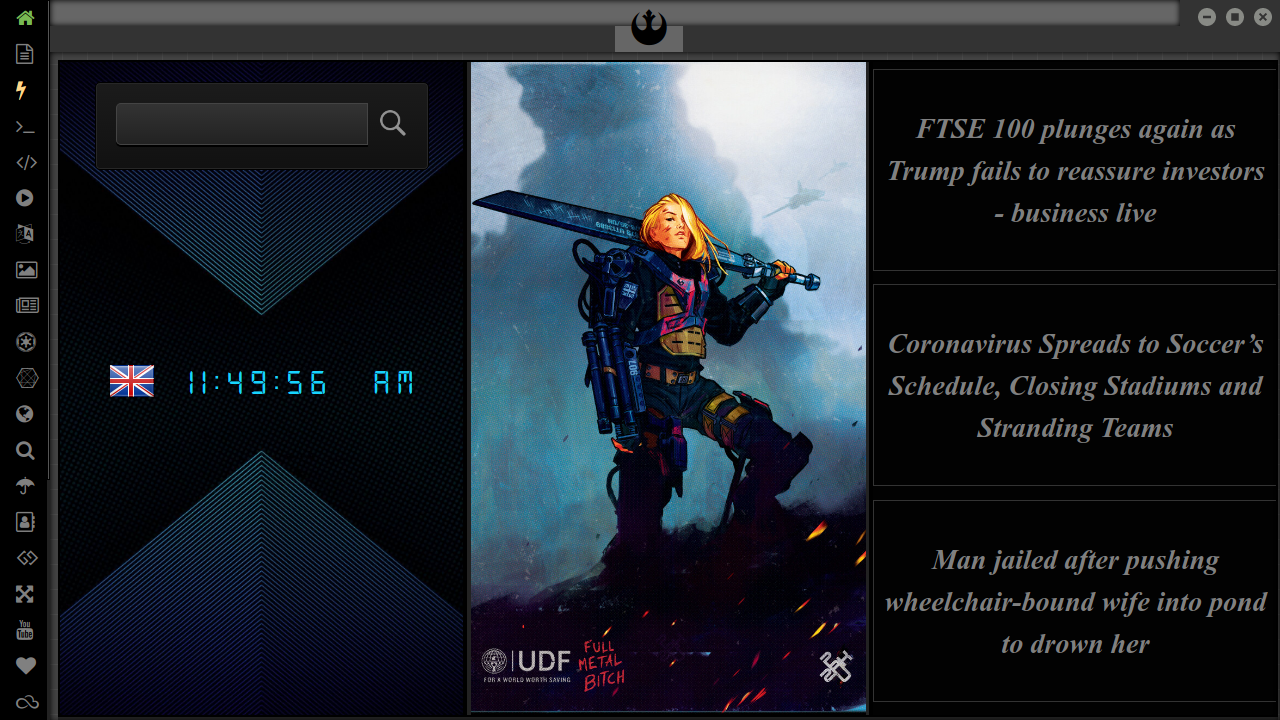 11:49:56 AM
UDF
FOR A WORLD WORTH SAVING
FULL
METAL
BITCH
FTSE 100 plunges again as
Trump fails to reassure investors
- business live
Coronavirus Spreads to Soccer’s
Schedule, Closing Stadiums and
Stranding Teams
Man jailed after pushing
wheelchair-bound wife into pond
to drown her
You
Tube